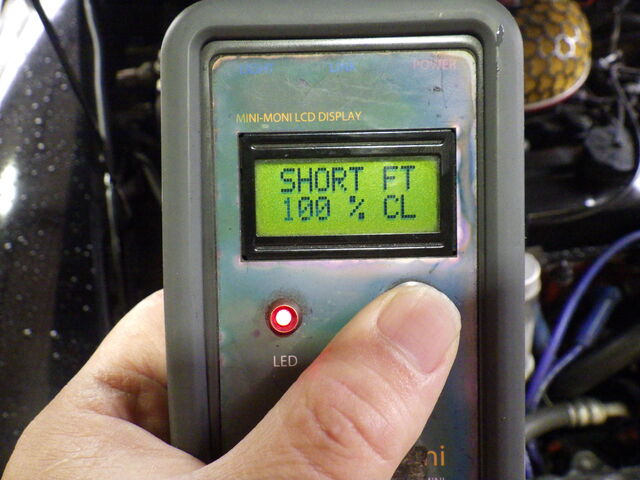 POWER
MINI-MONI LCD DISPLAY
SHORT FT
100 % CL
LED